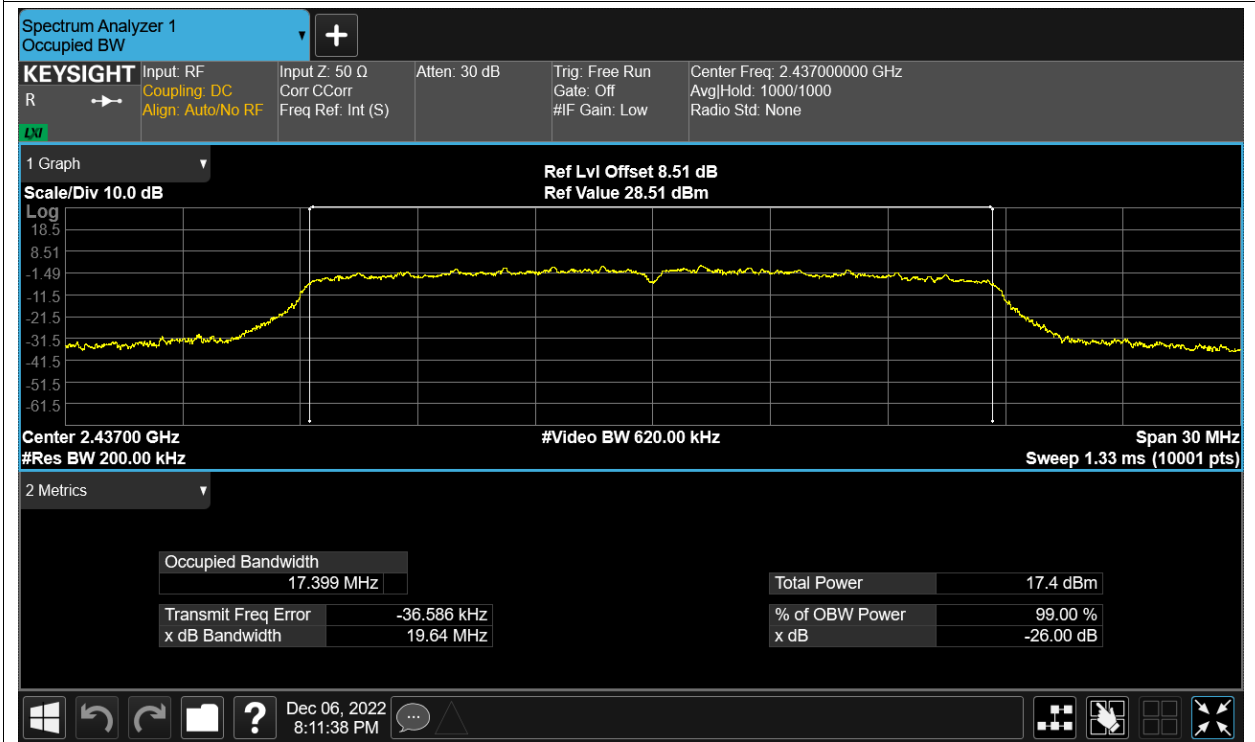 Spectrum Analyzer 1
Occupied BW
KEYSIGHT
R
LXI
Input: RF
Coupling: DC
Align: Auto/No RF
Input Z: 50 Ω
Corr CCorr
Freq Ref: Int (S)
Atten: 30 dB
Trig: Free Run
Gate: Off
#IF Gain: Low
Center Freq: 2.437000000 GHz
Avg|Hold: 1000/1000
Radio Std: None
1 Graph
Scale/Div 10.0 dB
Ref Lvl Offset 8.51 dB
Ref Value 28.51 dBm
Log
18.5
8.51
-1.49
-11.5
-21.5
-31.5
-41.5
-51.5
-61.5
Center 2.43700 GHz
#Video BW 620.00 kHz
Span 30 MHz
#Res BW 200.00 kHz
Sweep 1.33 ms (10001 pts)
2 Metrics
Occupied Bandwidth
17.399 MHz
Total Power 17.4 dBm
Transmit Freq Error -36.586 kHz
% of OBW Power 99.00 %
x dB Bandwidth 19.64 MHz
x dB -26.00 dB
?
Dec 06, 2022
8:11:38 PM